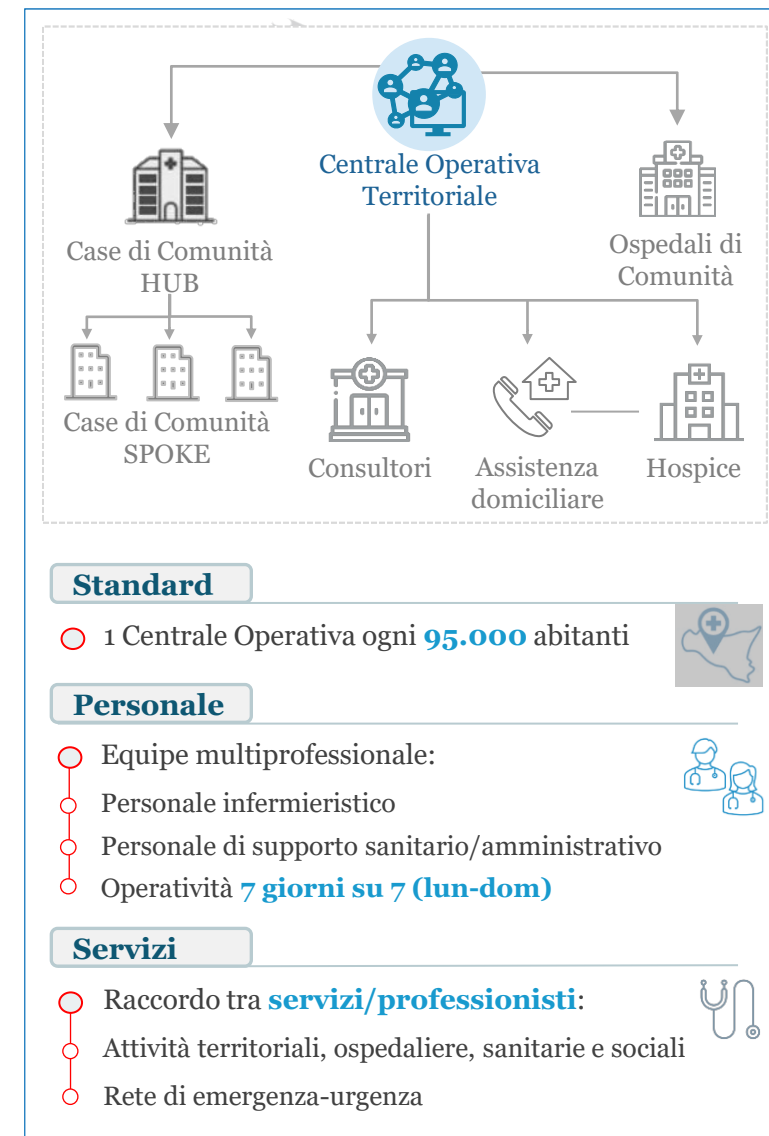 Centrale Operativa
Territoriale
Case di Comunità
HUB
Ospedali di
Comunità
Case di Comunità
SPOKE
Consultori
Assistenza
domiciliare
Hospice
Standard
1 Centrale Operativa ogni 95.000 abitanti
Personale
Equipe multiprofessionale:
Personale infermieristico
Personale di supporto sanitario/amministrativo
Operatività 7 giorni su 7 (lun-dom)
Servizi
Raccordo tra servizi/professionisti:
Attività territoriali, ospedaliere, sanitarie e sociali
Rete di emergenza-urgenza